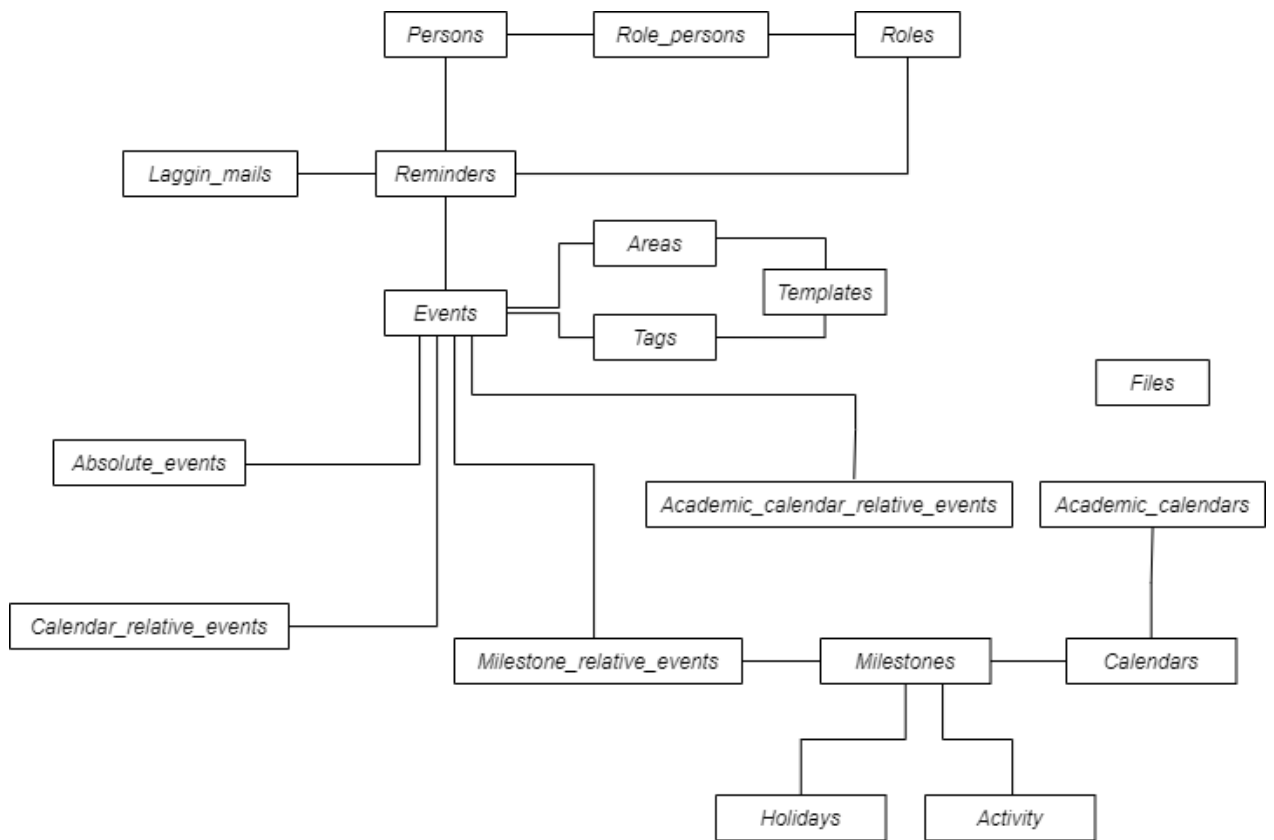 Persons
Role_persons
Roles
Laggin_mails
Reminders
Areas
Templates
Events
Tags
Files
Absolute_events
Academic_calendar_relative_events
Academic_calendars
Calendar_relative_events
Milestone_relative_events
Milestones
Calendars
Holidays
Activity